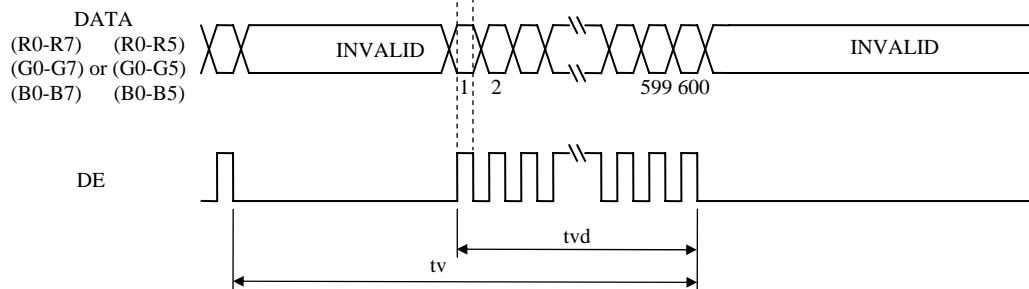 DATA
(R0-R7) (R0-R5)
(G0-G7) or (G0-G5)
(B0-B7) (B0-B5)
INVALID
INVALID
1 2 599 600
DE
tvd
tv